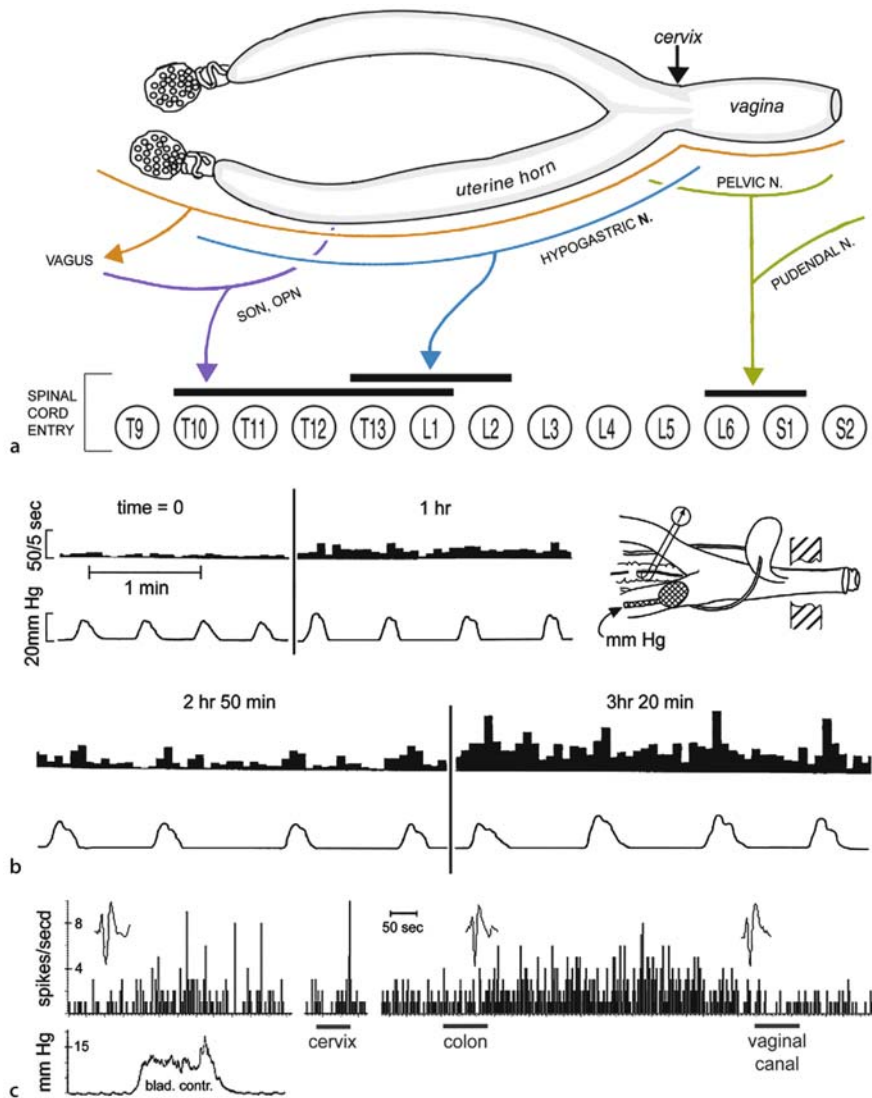 a
cervix
vagina
uterine horn
PELVIC N.
HYPOGASTRIC N.
PUDENDAL N.
VAGUS
SON, OPN
SPINAL
CORD
ENTRY
T9 T10 T11 T12 T13 L1 L2 L3 L4 L5 L6 S1 S2
time = 0 1 hr
50/5 sec
1 min
20mm Hg
mm Hg
2 hr 50 min 3hr 20 min
b
spikes/secd
8
4
50 sec
cervix colon vaginal
canal
mm Hg
15
blad. contr.
c